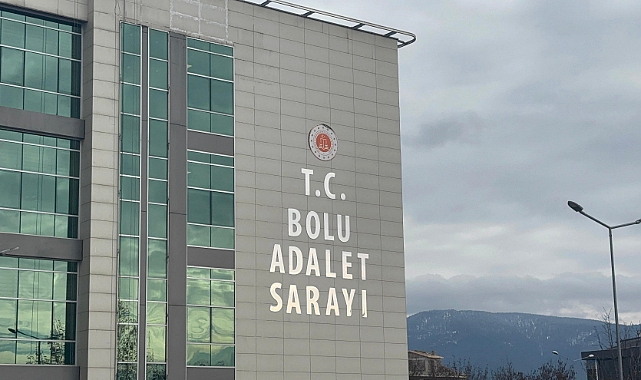 T.C.
BOLU
ADALET
SARAYI